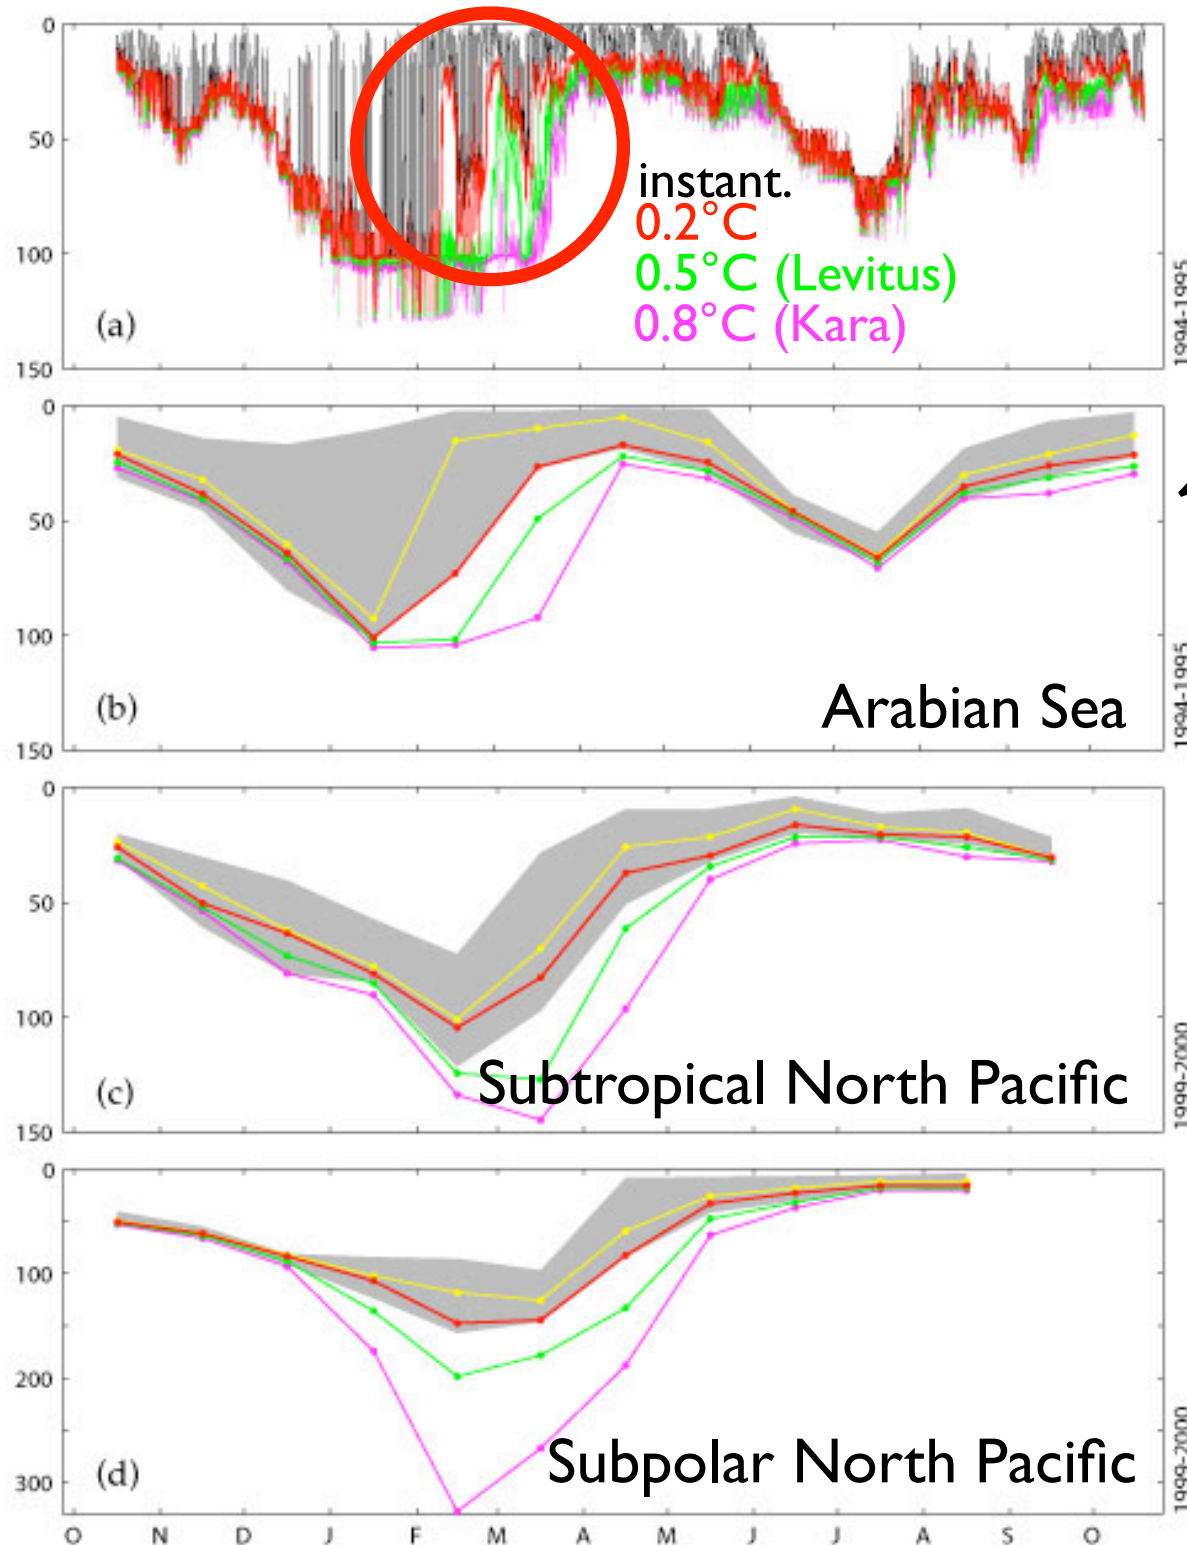 0
50
100
150
(a)
instant.
0.2°C
0.5°C (Levitus)
0.8°C (Kara)
1994-1995
0
50
100
150
(b)
Arabian Sea
1994-1995
0
50
100
150
(c)
Subtropical North Pacific
1999-2000
0
100
200
300
(d)
Subpolar North Pacific
1999-2000
O N D J F M A M J J A S O